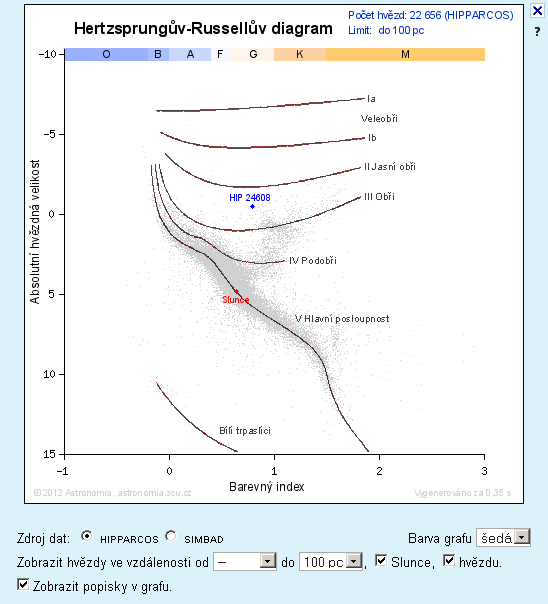 Hertzsprungův-Russellův diagram
Počet hvězd: 22 656 (HIPPARCOS)
Limit: do 100 pc
?
O B A F G K M
-10
-5
0
5
10
15
Absolutní hvězdná velikost
Ia
Veleobři
Ib
II Jasní obři
III Obři
HIP 24608
IV Podobři
Slunce
V Hlavní posloupnost
Bílí trpaslíci
-1 0 1 2 3
Barevný index
©2012 Astronomia, astronomia.zcu.cz
Vygenerováno za 0,35 s
Zdroj dat: HIPPARCOS SIMBAD
Barva grafu šedá
Zobrazit hvězdy ve vzdálenosti od – do 100 pc, Slunce, hvězdu.
Zobrazit popisky v grafu.